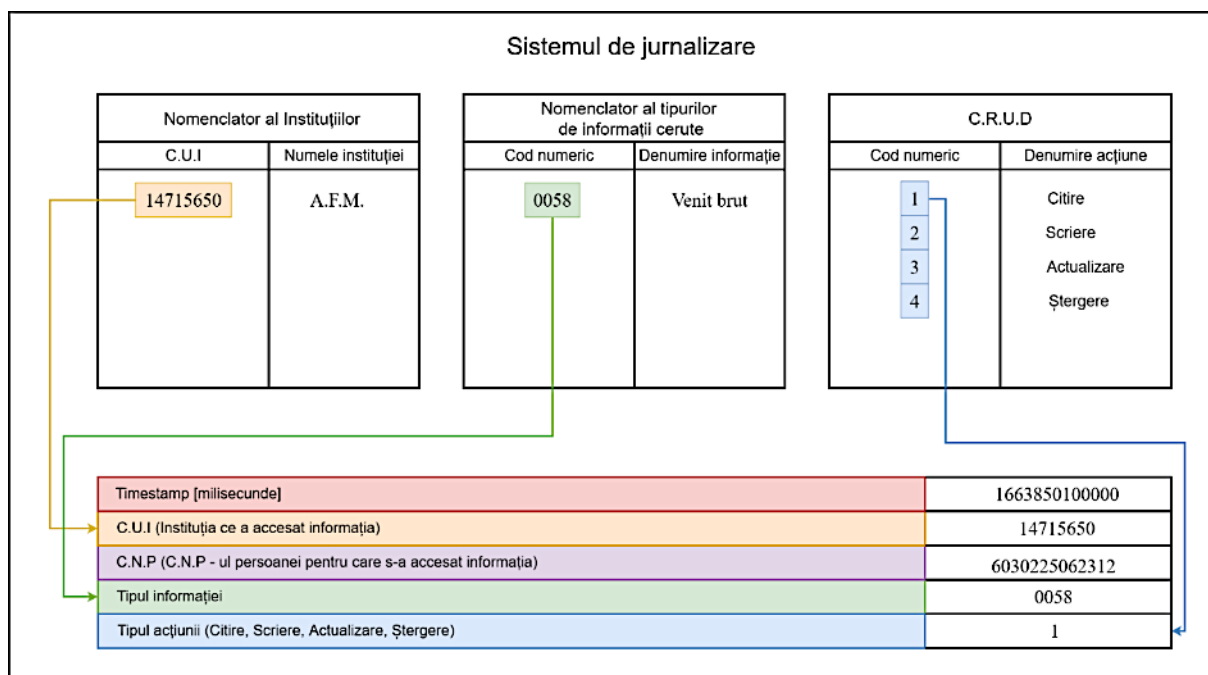 Sistemul de jurnalizare
Nomenclator al Instituțiilor
C.U.I
Numele instituției
14715650
A.F.M.
Nomenclator al tipurilor
de informații cerute
Cod numeric
Denumire informație
0058
Venit brut
C.R.U.D
Cod numeric
Denumire acțiune
1
Citire
2
Scriere
3
Actualizare
4
Ștergere
Timestamp [milisecunde]
1663850100000
C.U.I (Instituția ce a accesat informația)
14715650
C.N.P (C.N.P - ul persoanei pentru care s-a accesat informația)
6030225062312
Tipul informației
0058
Tipul acțiunii (Citire, Scriere, Actualizare, Ștergere)
1